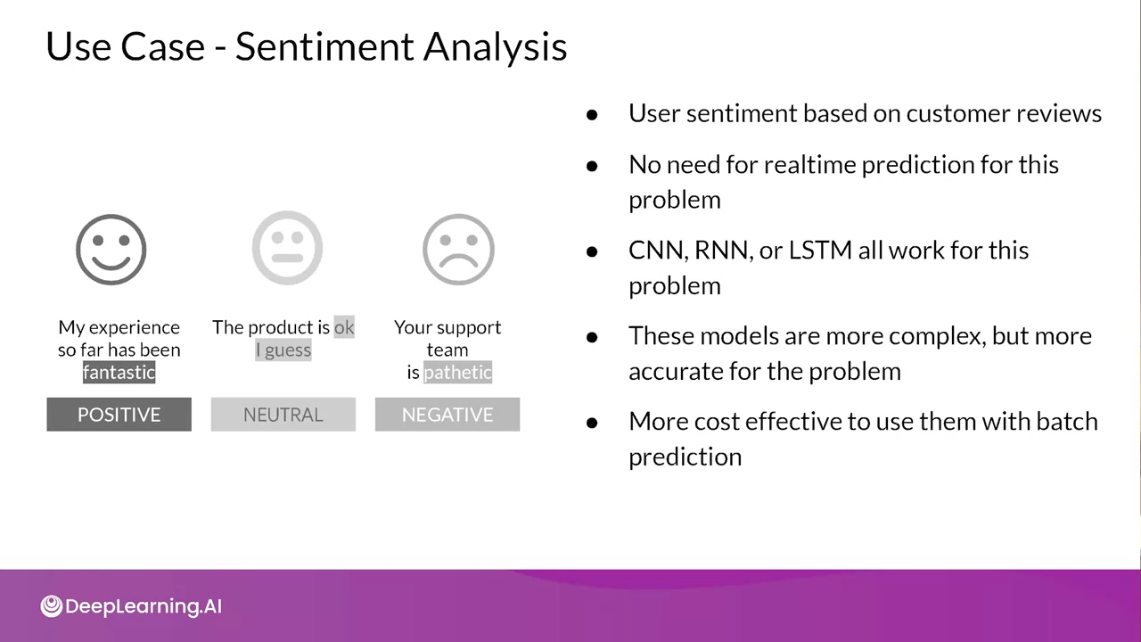 Use Case - Sentiment Analysis
My experience
so far has been
fantastic
POSITIVE
The product is ok
I guess
NEUTRAL
Your support
team
is pathetic
NEGATIVE
● User sentiment based on customer reviews
● No need for realtime prediction for this
problem
● CNN, RNN, or LSTM all work for this
problem
● These models are more complex, but more
accurate for the problem
● More cost effective to use them with batch
prediction
DeepLearning.AI